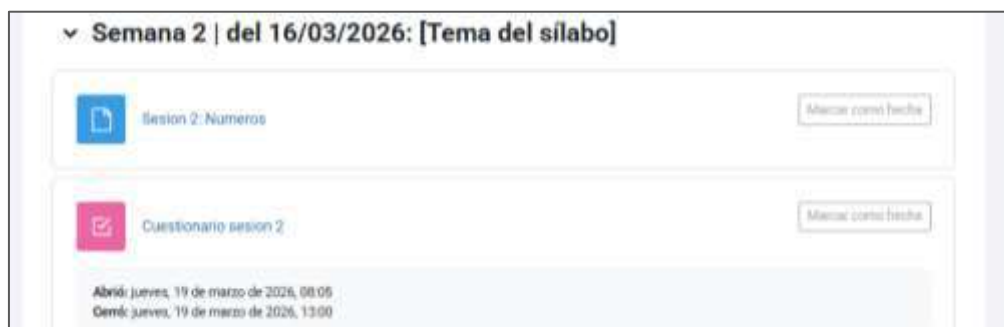 Semana 2 | del 16/03/2026: [Tema del sílabo]
Sesion 2: Numeros
Marcar como hecha
Cuestionario sesion 2
Marcar como hecha
Abrió: jueves, 19 de marzo de 2026, 08:05
Cerró: jueves, 19 de marzo de 2026, 13:00